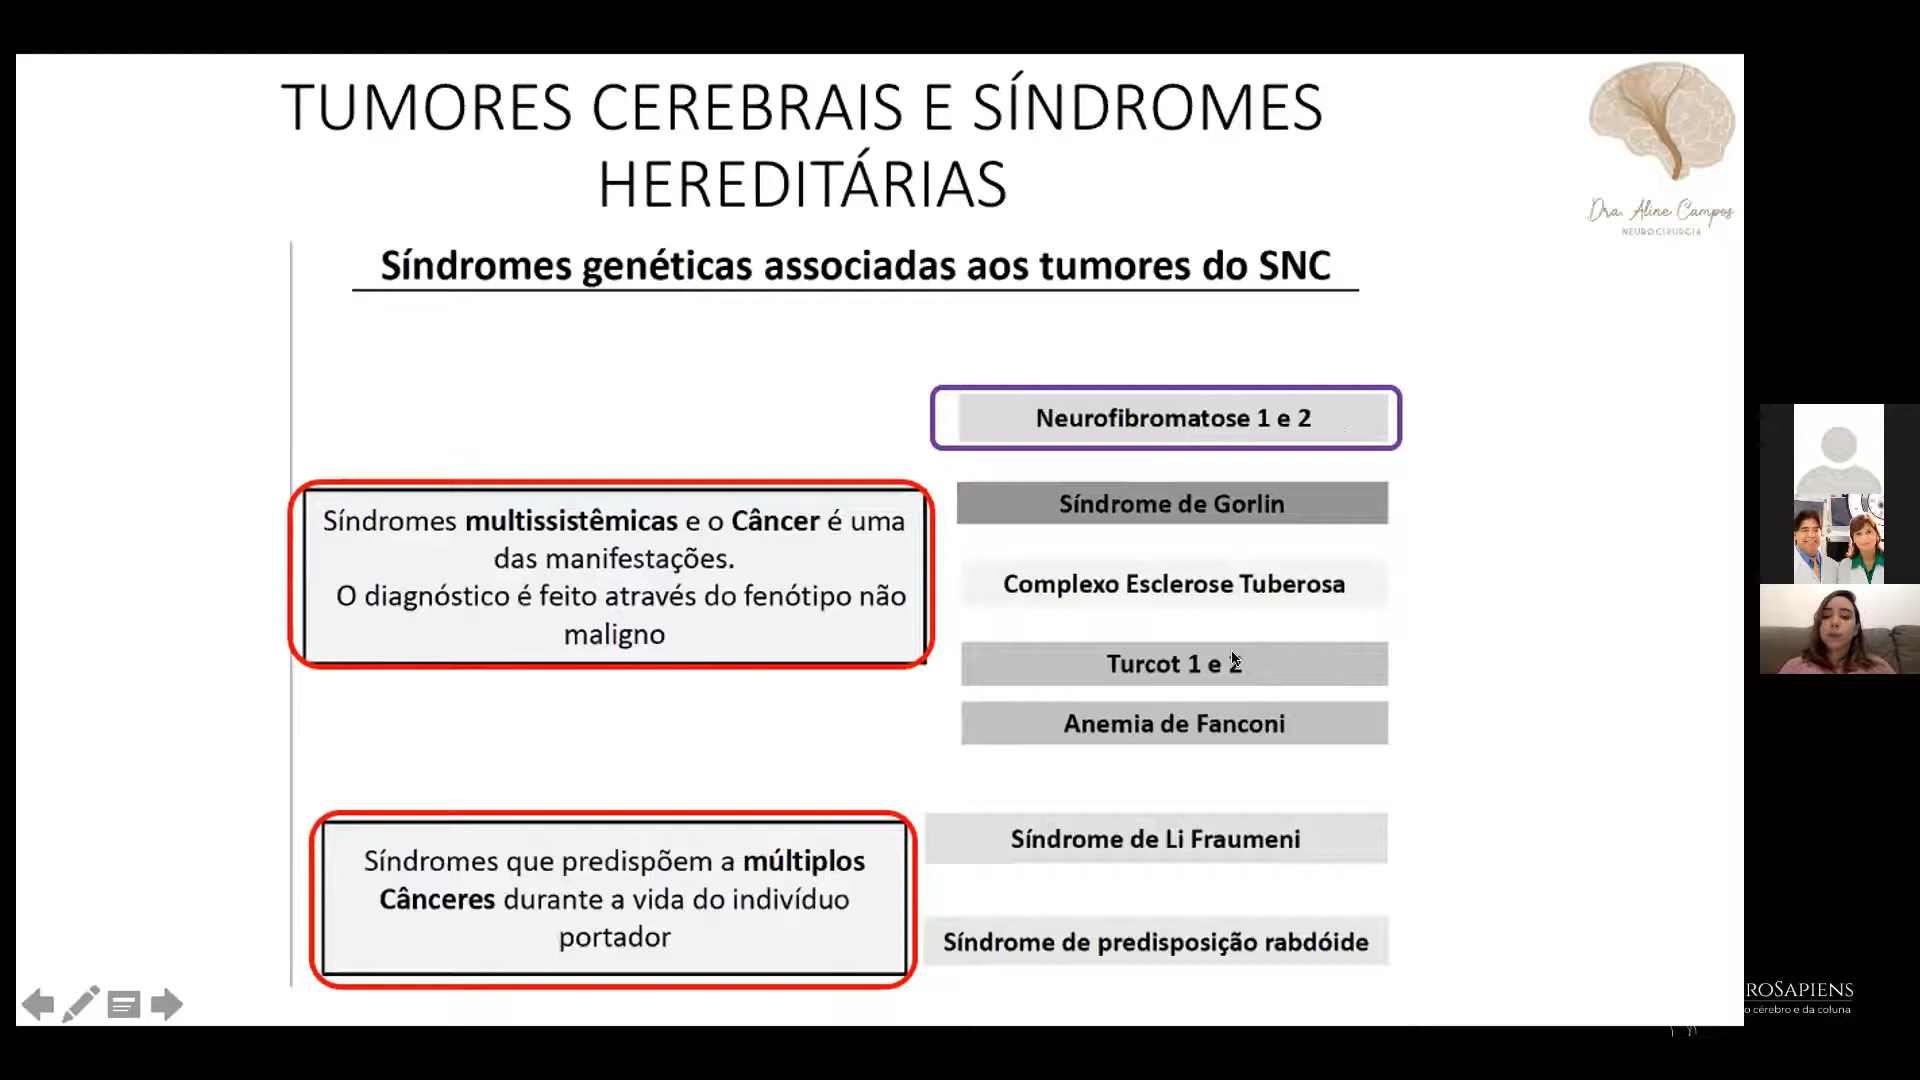 TUMORES CEREBRAIS E SÍNDROMES
HEREDITÁRIAS
Dra. Aline Campos
NEUROCIRURGIA
Síndromes genéticas associadas aos tumores do SNC
Neurofibromatose 1 e 2
Síndromes multissistêmicas e o Câncer é uma
das manifestações.
O diagnóstico é feito através do fenótipo não
maligno
Síndrome de Gorlin
Complexo Esclerose Tuberosa
Turcot 1 e 2
Anemia de Fanconi
Síndromes que predispõem a múltiplos
Cânceres durante a vida do indivíduo
portador
Síndrome de Li Fraumeni
Síndrome de predisposição rabdóide
ROSAPIENS
o cérebro e da coluna